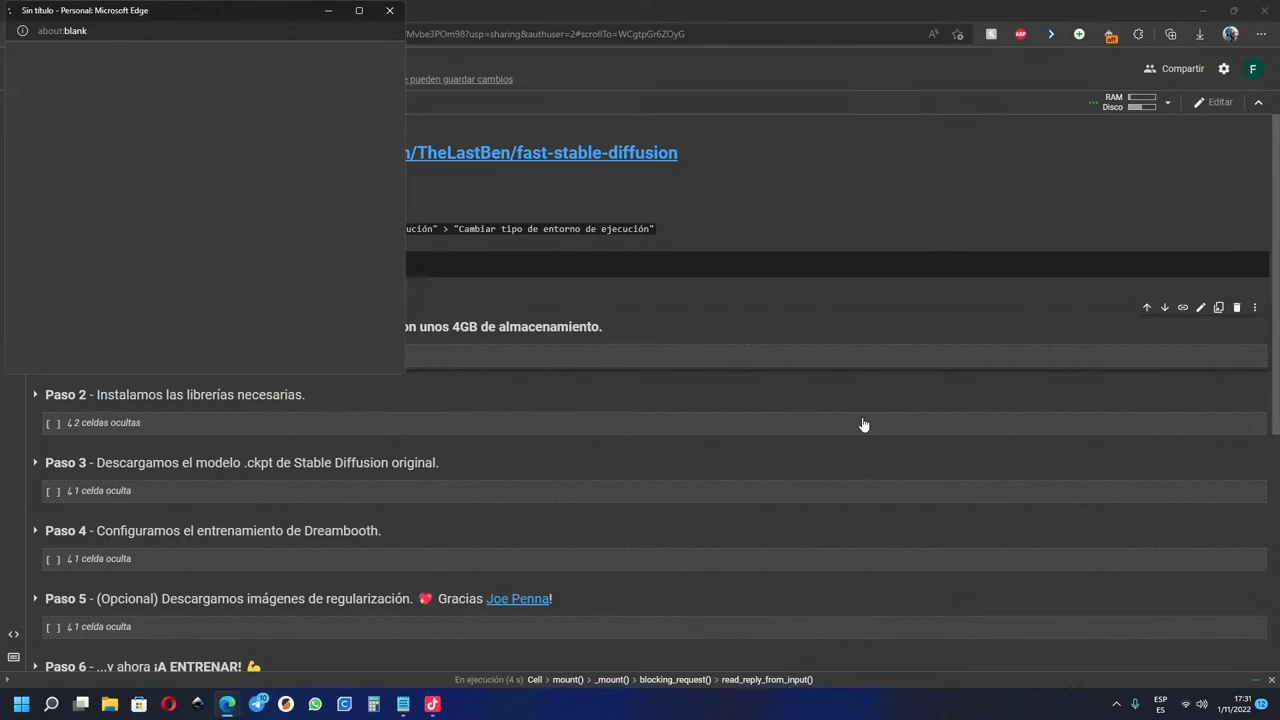 Sin título - Personal: Microsoft Edge
about:blank
Mvbe3POm98?usp=sharing&authuser=2#scrollTo=WCgtpGr6ZOyG
ABP
off
e pueden guardar cambios
Compartir
F
RAM
Disco
Editar
n/TheLastBen/fast-stable-diffusion
ución" > "Cambiar tipo de entorno de ejecución"
on unos 4GB de almacenamiento.
Paso 2 - Instalamos las librerías necesarias.
[ ] ↳ 2 celdas ocultas
Paso 3 - Descargamos el modelo .ckpt de Stable Diffusion original.
[ ] ↳ 1 celda oculta
Paso 4 - Configuramos el entrenamiento de Dreambooth.
[ ] ↳ 1 celda oculta
Paso 5 - (Opcional) Descargamos imágenes de regularización. 💖 Gracias Joe Penna!
[ ] ↳ 1 celda oculta
Paso 6 - ...y ahora ¡A ENTRENAR! 💪
En ejecución (4 s) Cell > mount() > _mount() > blocking_request() > read_reply_from_input()
10
ESP
ES
17:31
1/11/2022
12